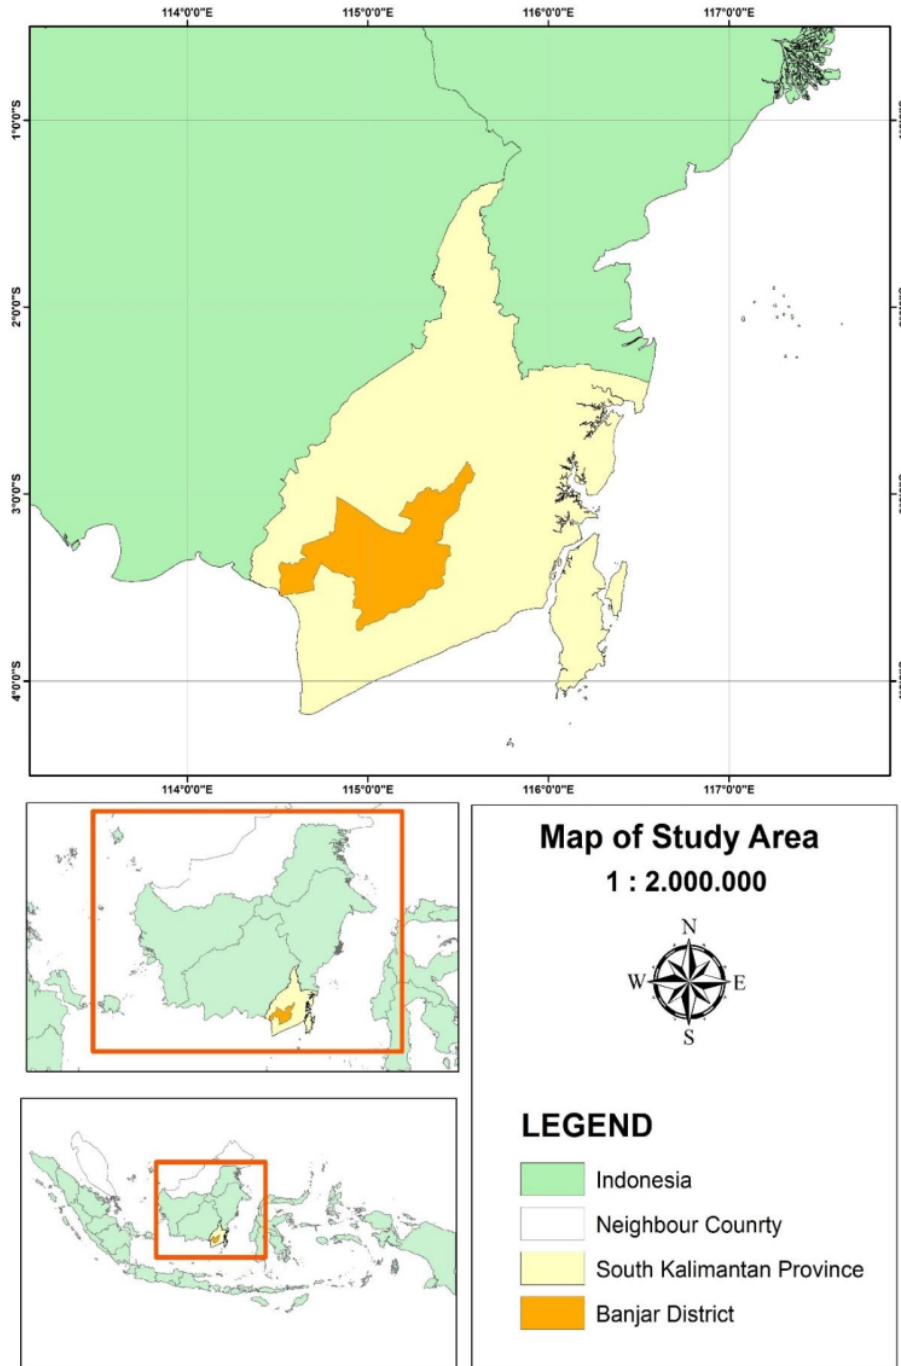 114°0'0"E 115°0'0"E 116°0'0"E 117°0'0"E
1°0'0"S
2°0'0"S
3°0'0"S
4°0'0"S
114°0'0"E 115°0'0"E 116°0'0"E 117°0'0"E
Map of Study Area
1 : 2.000.000
N
W E
S
LEGEND
Indonesia
Neighbour Counrty
South Kalimantan Province
Banjar District